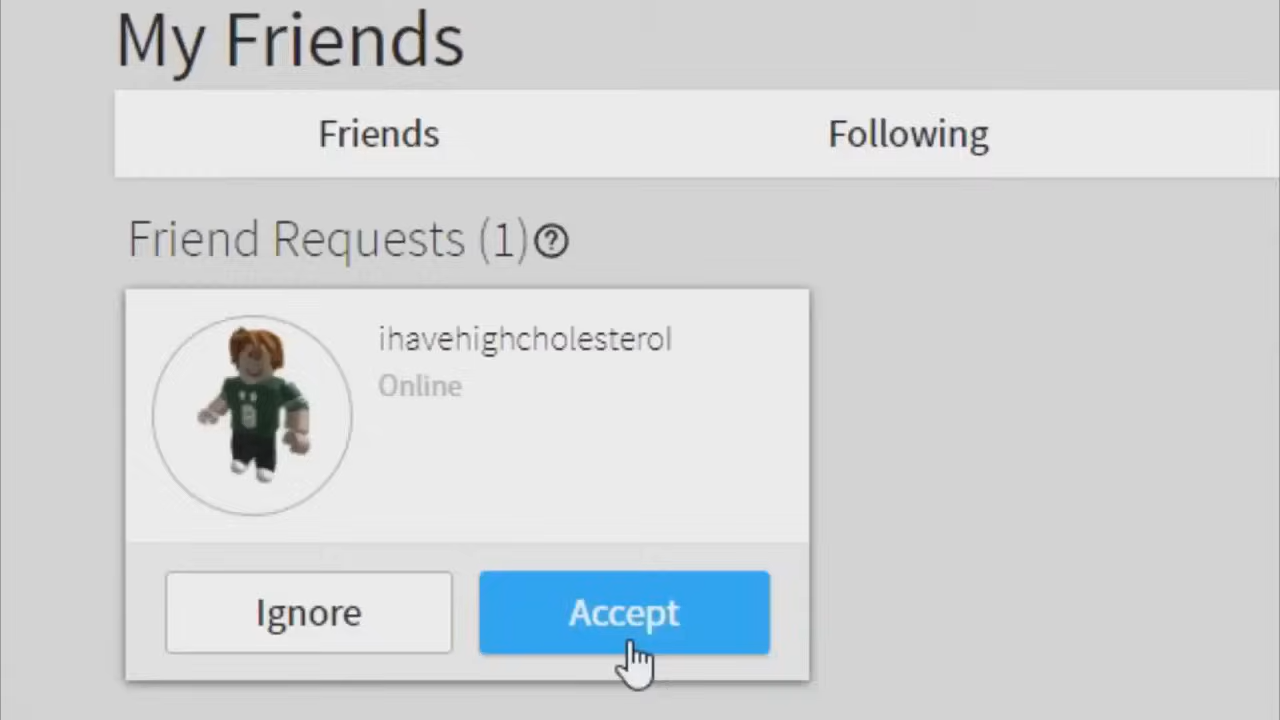 My Friends
Friends Following
Friend Requests (1)?
ihavehighcholesterol
Online
Ignore Accept